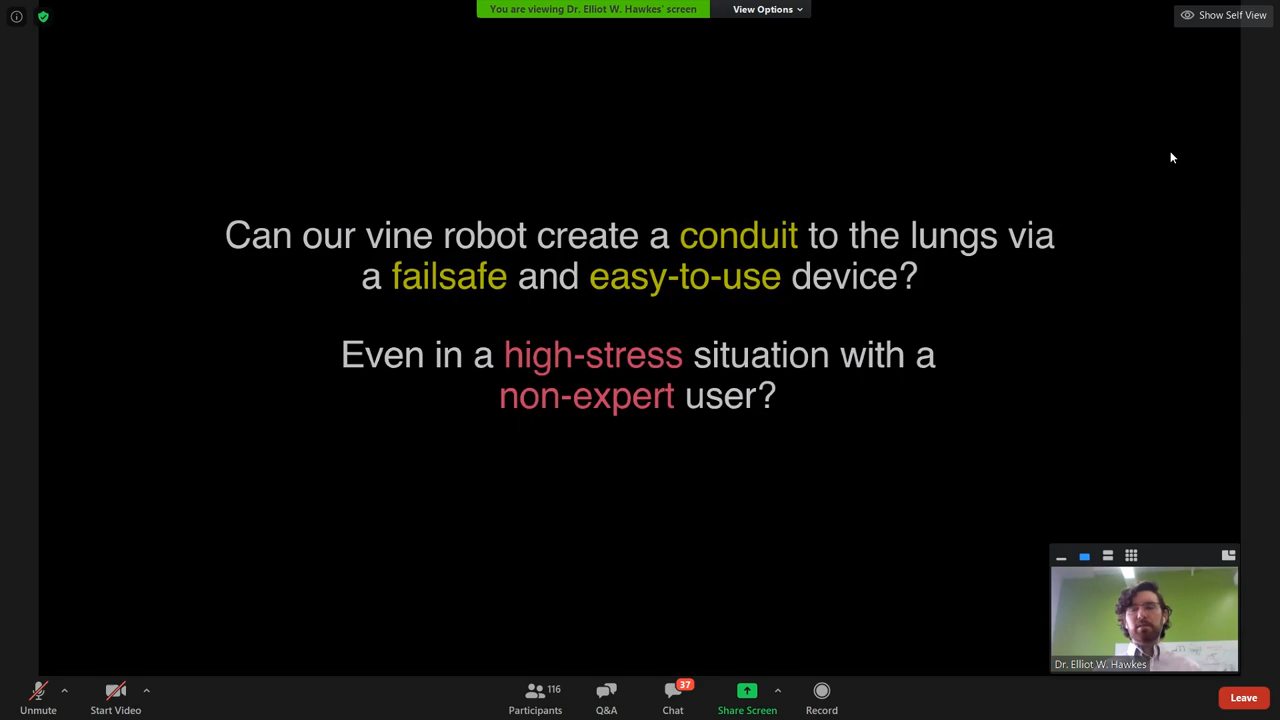 You are viewing Dr. Elliot W. Hawkes' screen
View Options
Show Self View
Can our vine robot create a conduit to the lungs via
a failsafe and easy-to-use device?
Even in a high-stress situation with a
non-expert user?
Dr. Elliot W. Hawkes
Unmute
Start Video
Participants
116
Q&A
Chat
37
Share Screen
Record
Leave